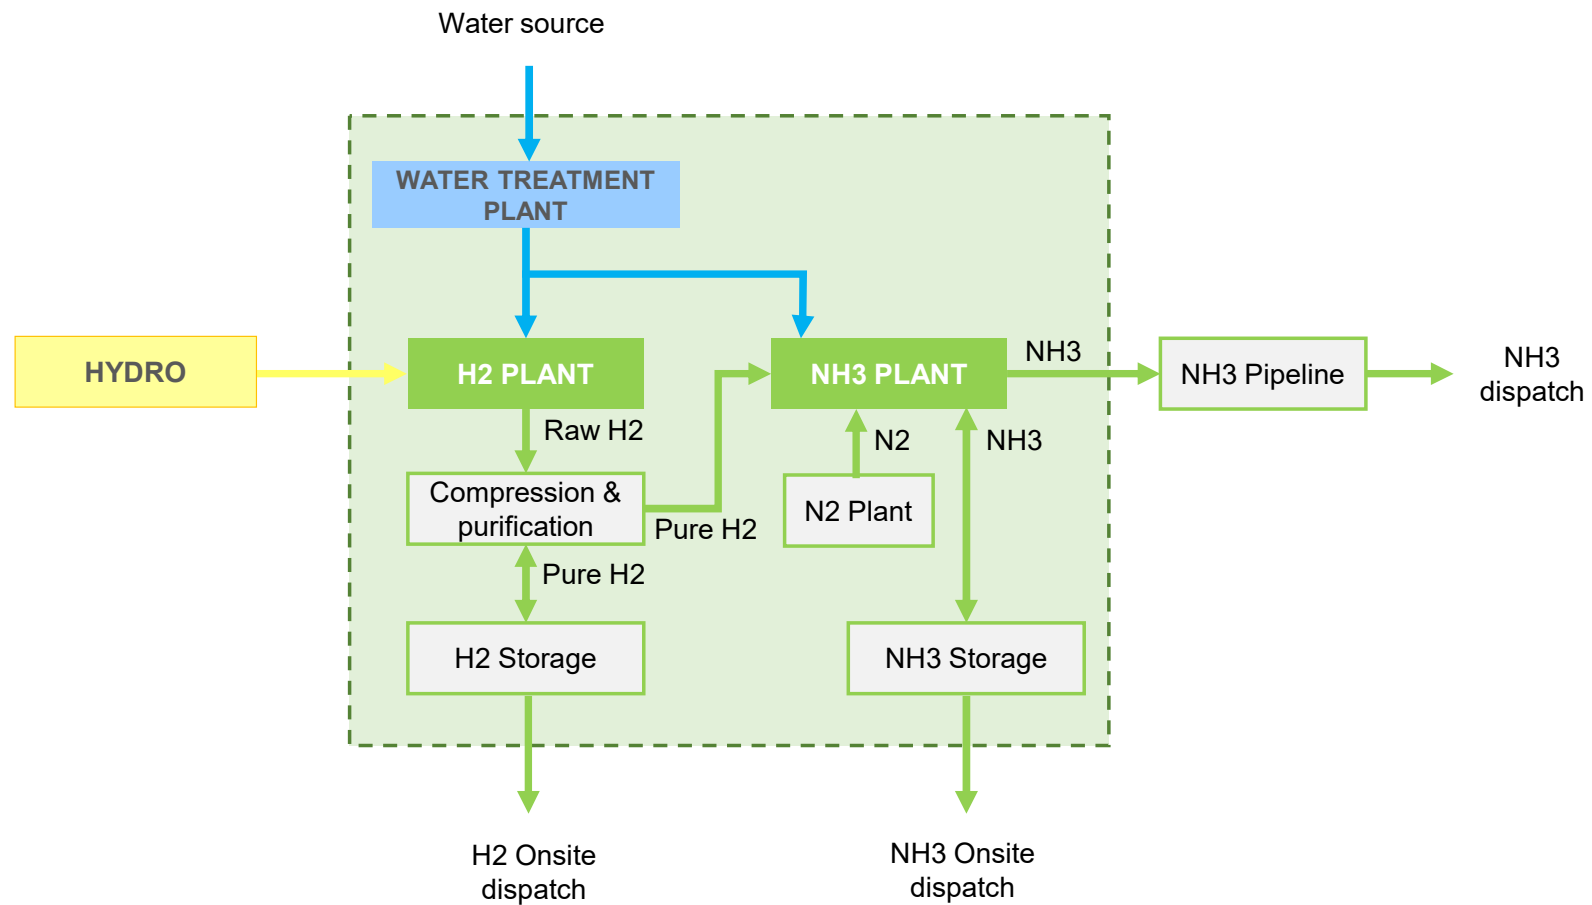 Water source
WATER TREATMENT
PLANT
HYDRO
H2 PLANT
NH3 PLANT
NH3
NH3 Pipeline
NH3
dispatch
Raw H2
N2
NH3
Compression &
purification
Pure H2
N2 Plant
Pure H2
H2 Storage
NH3 Storage
H2 Onsite
dispatch
NH3 Onsite
dispatch